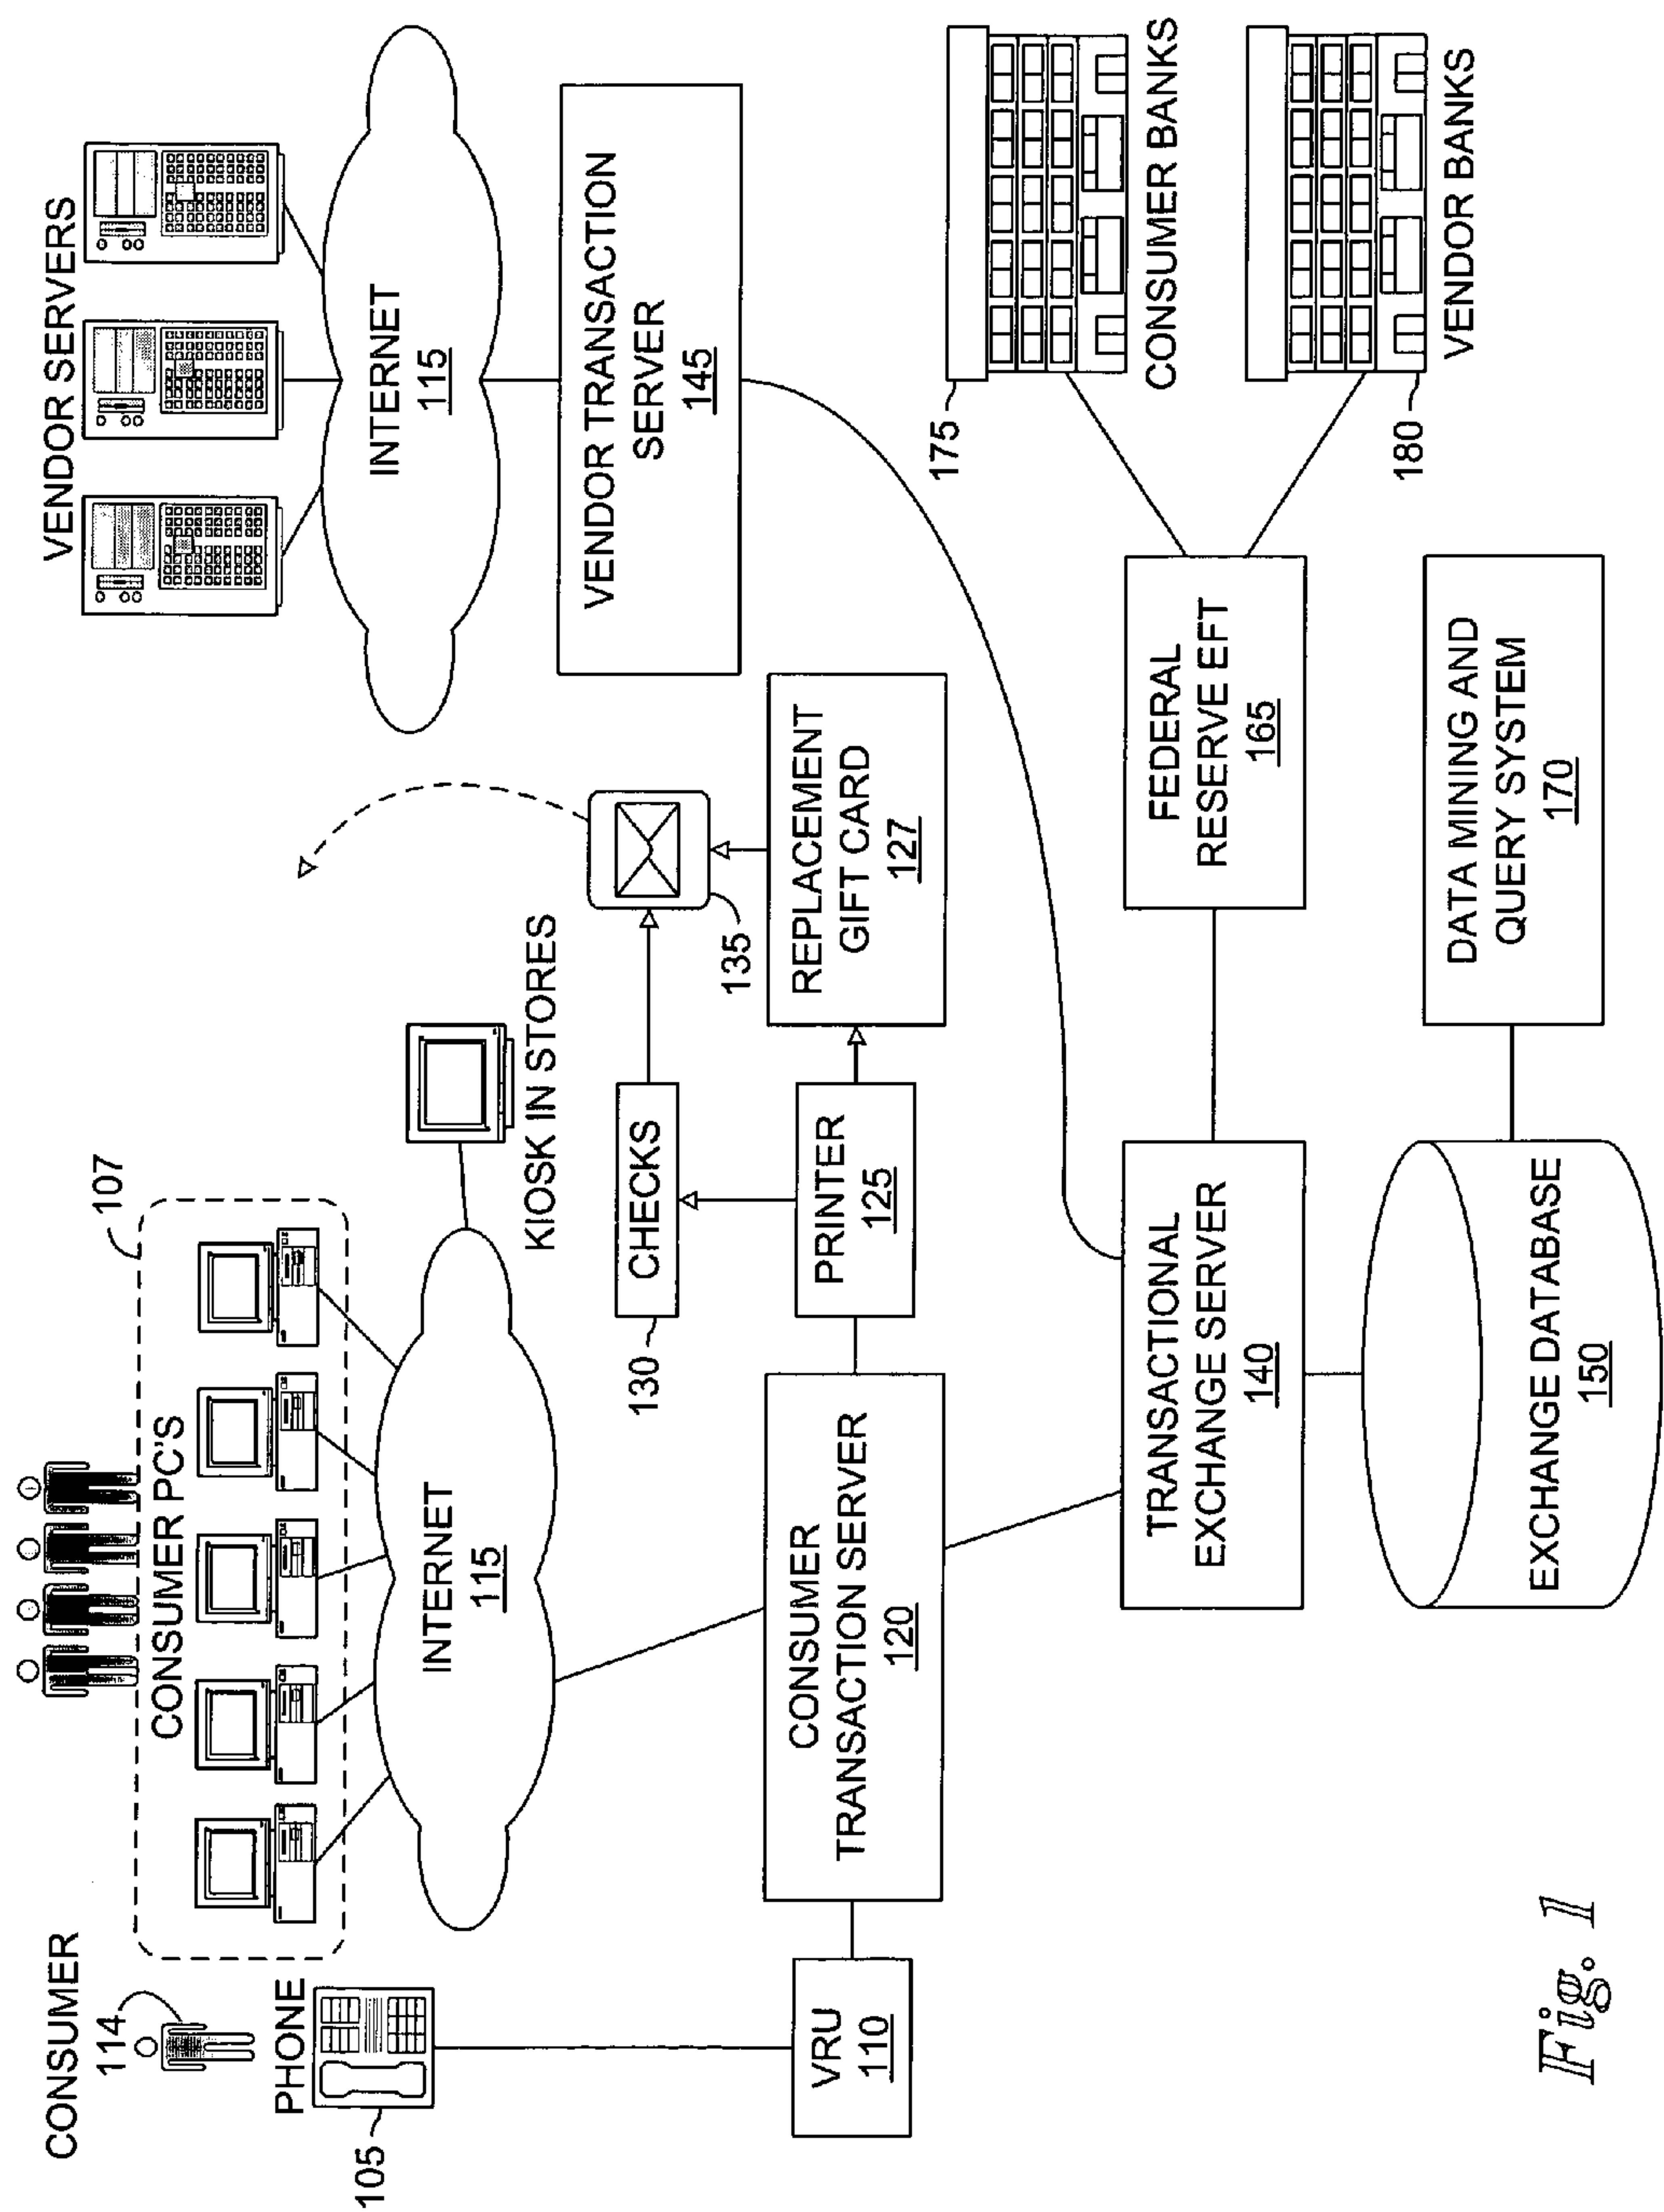 CONSUMER
114
PHONE
105
VRU
110
107
CONSUMER PC'S
INTERNET
115
KIOSK IN STORES
CONSUMER
TRANSACTION SERVER
120
130
CHECKS
PRINTER
125
135
REPLACEMENT
GIFT CARD
127
VENDOR SERVERS
INTERNET
115
VENDOR TRANSACTION
SERVER
145
TRANSACTIONAL
EXCHANGE SERVER
140
EXCHANGE DATABASE
150
FEDERAL
RESERVE EFT
165
DATA MINING AND
QUERY SYSTEM
170
175
CONSUMER BANKS
180
VENDOR BANKS
Fig. 1